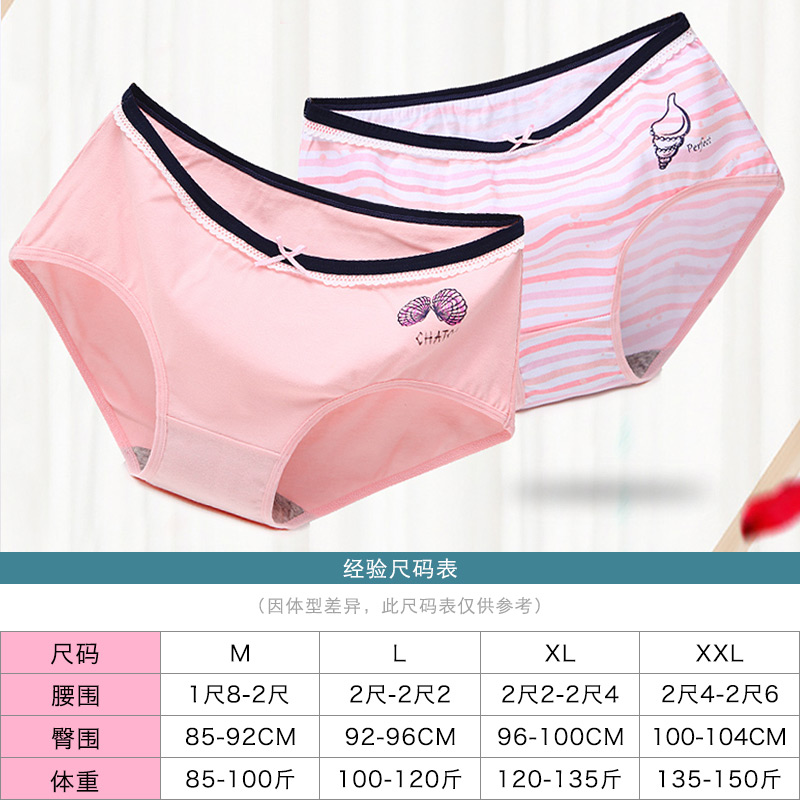 Perfect
经验尺码表
（因体型差异，此尺码表仅供参考）
尺码 M L XL XXL
腰围 1尺8-2尺 2尺-2尺2 2尺2-2尺4 2尺4-2尺6
臀围 85-92CM 92-96CM 96-100CM 100-104CM
体重 85-100斤 100-120斤 120-135斤 135-150斤